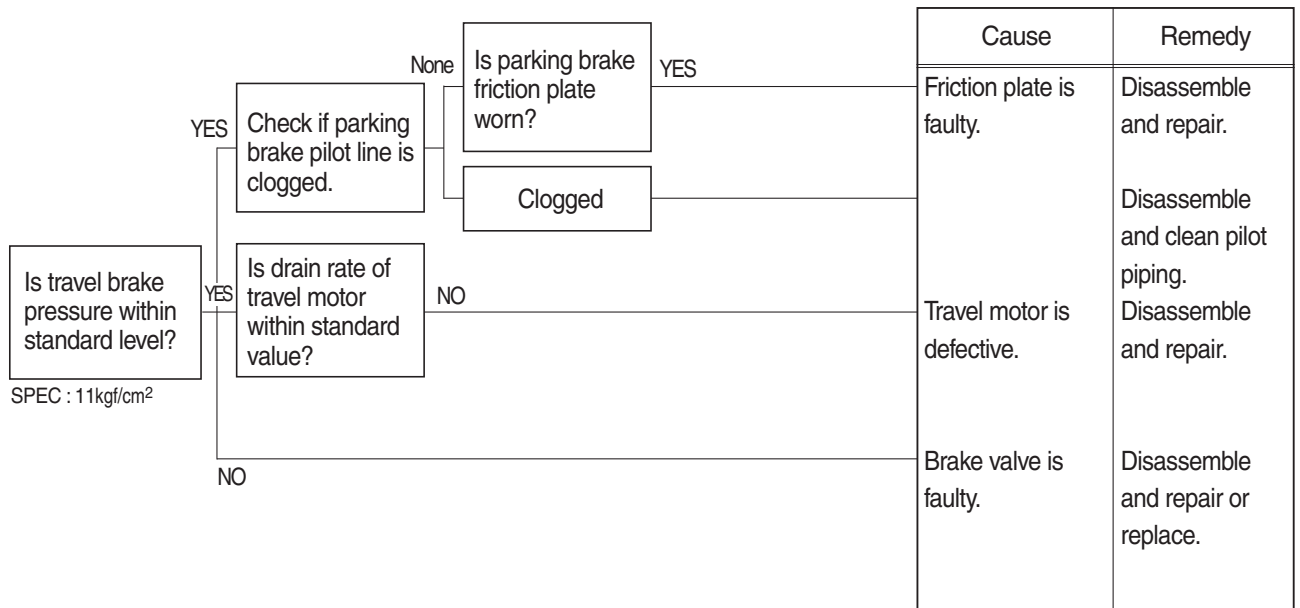 Cause
Remedy
None
Is parking brake
friction plate
worn?
YES
Friction plate is
faulty.
Disassemble
and repair.
YES
Check if parking
brake pilot line is
clogged.
Clogged
Disassemble
and clean pilot
piping.
Is travel brake
pressure within
standard level?
SPEC : 11kgf/cm2
YES
Is drain rate of
travel motor
within standard
value?
NO
Travel motor is
defective.
Disassemble
and repair.
NO
Brake valve is
faulty.
Disassemble
and repair or
replace.